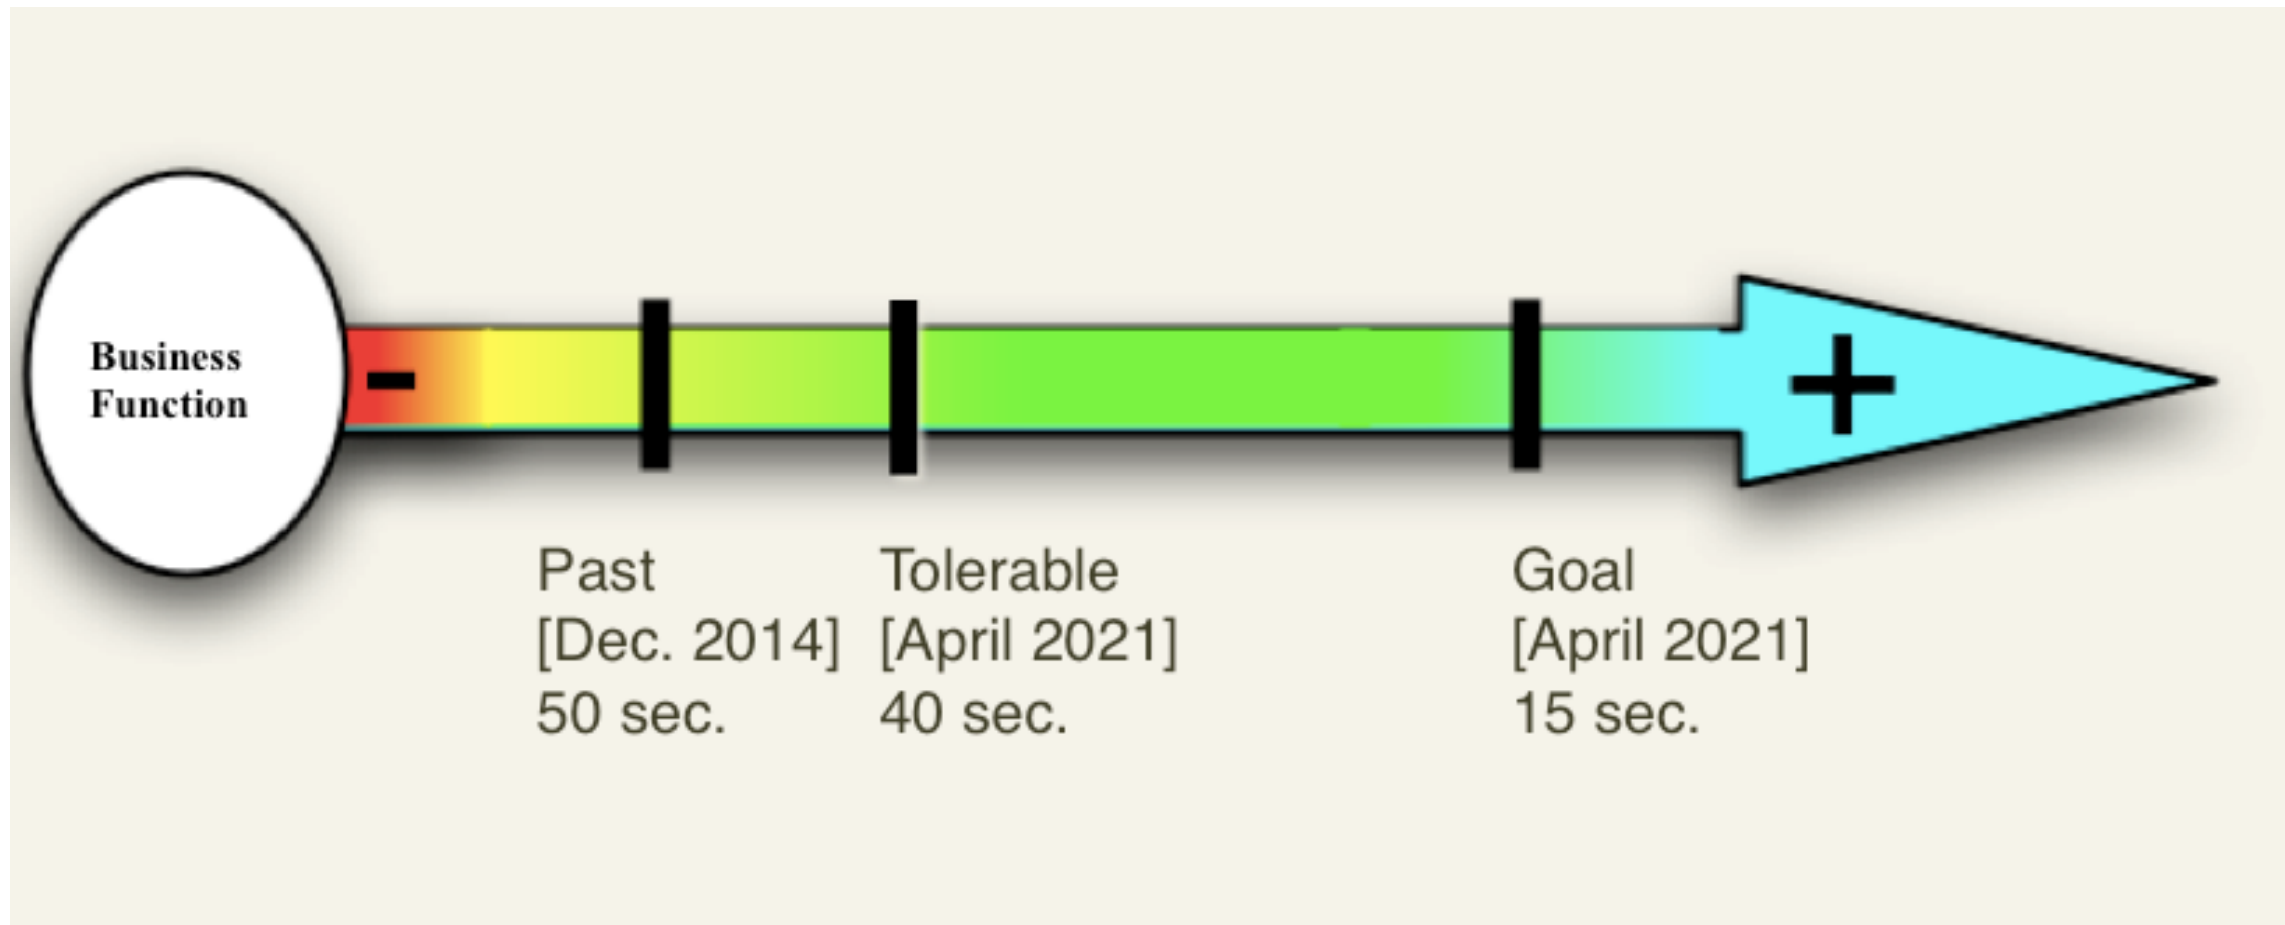 Business
Function
-
+
Past
[Dec. 2014]
50 sec.
Tolerable
[April 2021]
40 sec.
Goal
[April 2021]
15 sec.